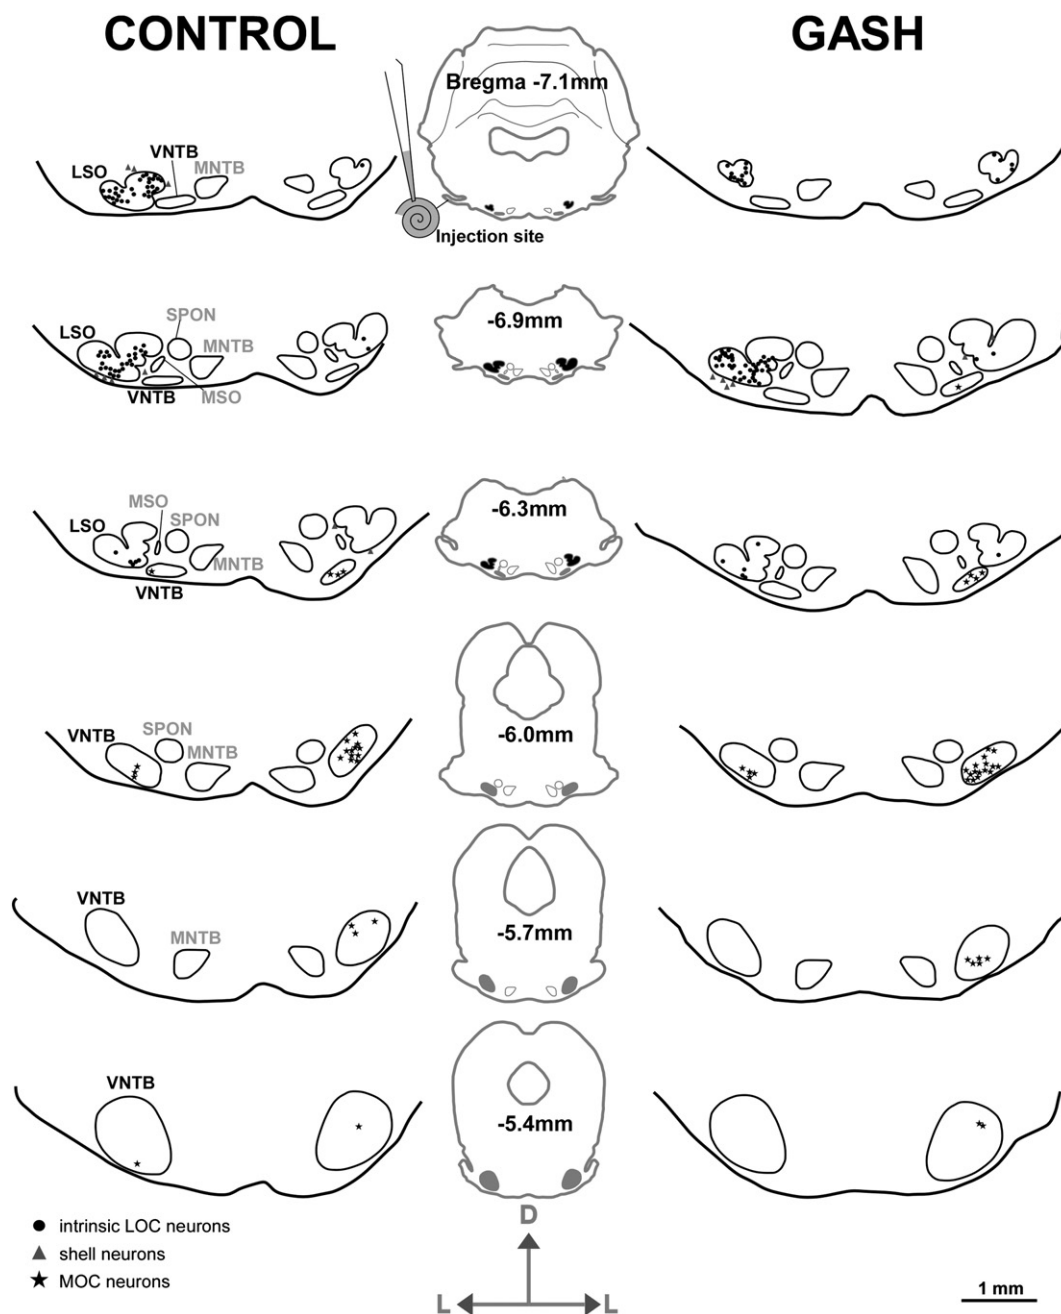 CONTROL
GASH
Bregma -7.1mm
VNTB
LSO
MNTB
Injection site
SPON
-6.9mm
LSO
MNTB
VNTB
MSO
MSO
-6.3mm
LSO
SPON
MNTB
VNTB
SPON
VNTB
MNTB
-6.0mm
VNTB
MNTB
-5.7mm
VNTB
-5.4mm
intrinsic LOC neurons
shell neurons
MOC neurons
D
L
L
1 mm